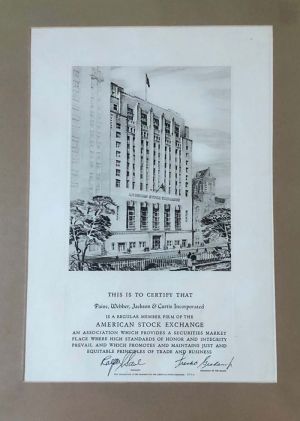 AMERICAN STOCK EXCHANGE
THIS IS TO CERTIFY THAT
Paine, Webber, Jackson & Curtis Incorporated
IS A REGULAR MEMBER FIRM OF THE
AMERICAN STOCK EXCHANGE
AN ASSOCIATION WHICH PROVIDES A SECURITIES MARKET
PLACE WHERE HIGH STANDARDS OF HONOR AND INTEGRITY
PREVAIL AND WHICH PROMOTES AND MAINTAINS JUST AND
EQUITABLE PRINCIPLES OF TRADE AND BUSINESS